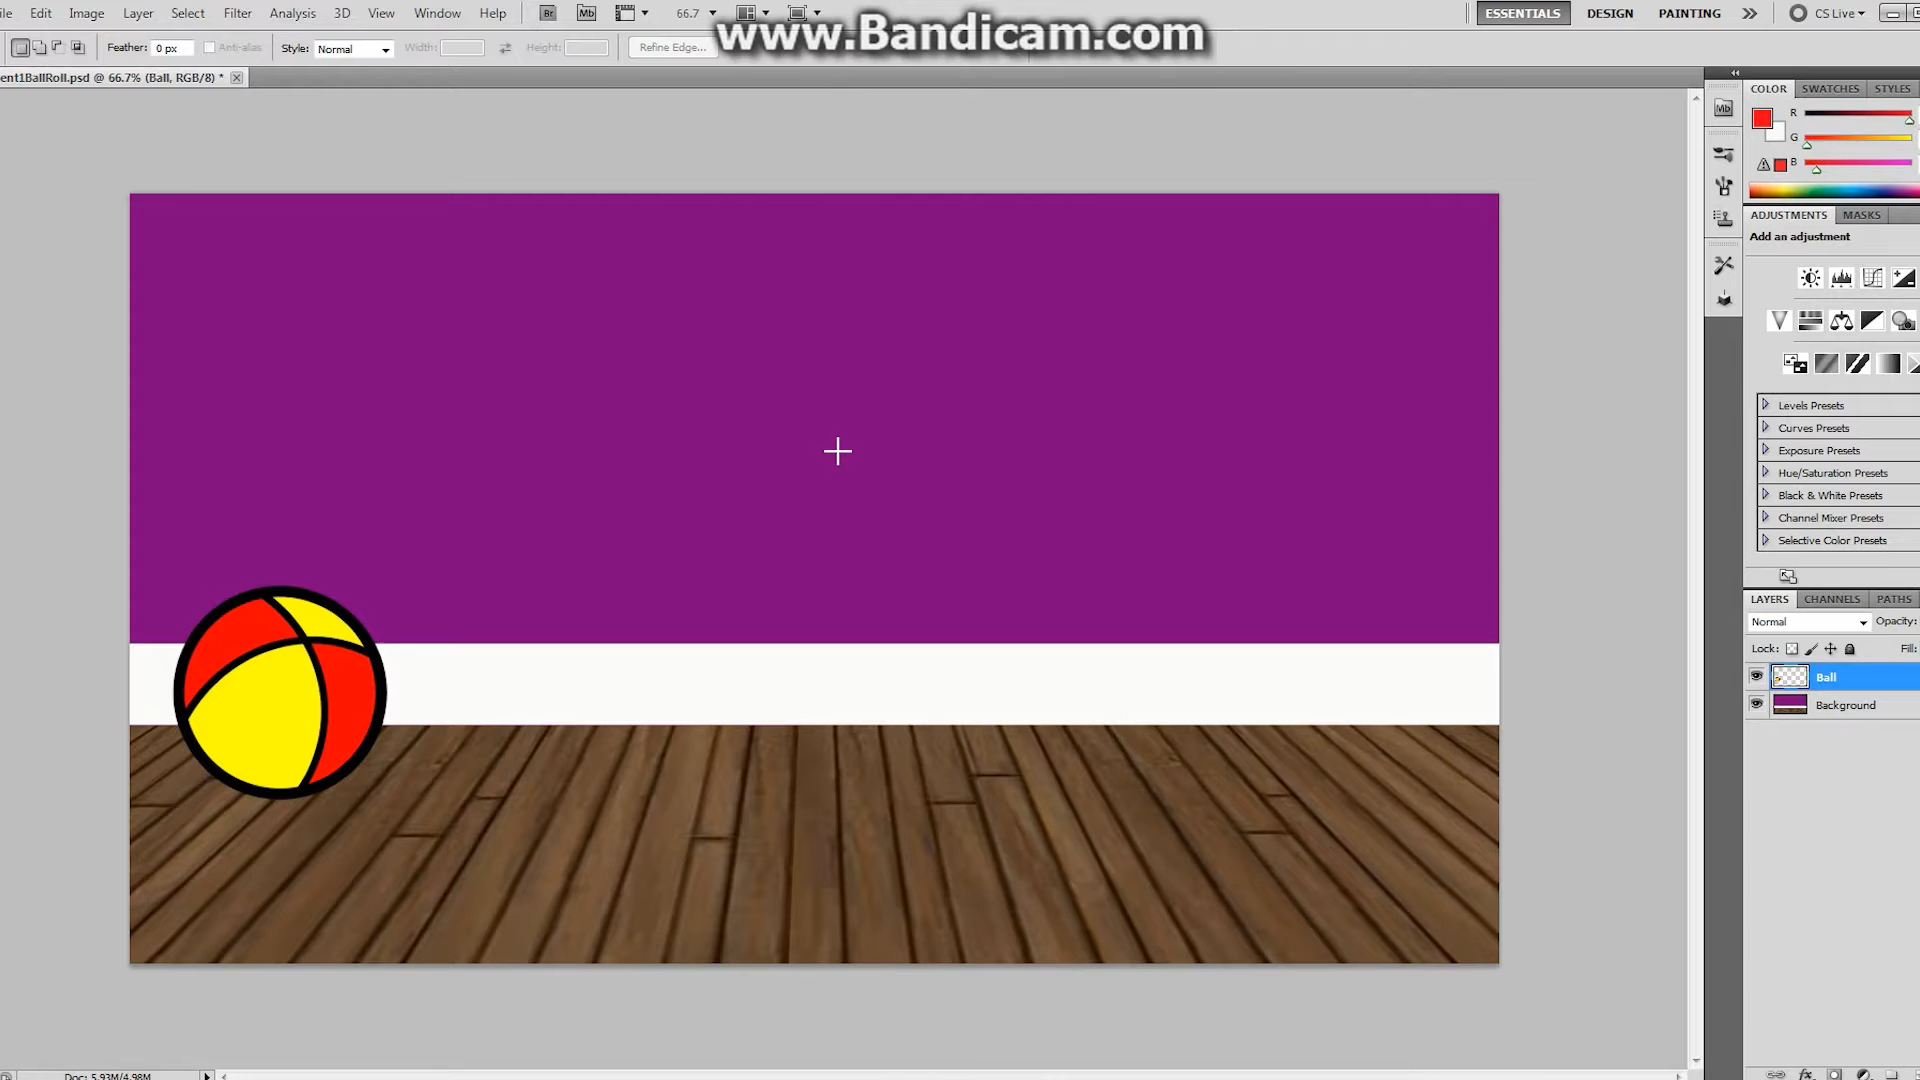 ile Edit Image Layer Select Filter Analysis 3D View Window Help Br Mb 66.7 ESSENTIALS DESIGN PAINTING CS Live
www.Bandicam.com
Feather: 0 px Anti-alias Style: Normal Width: Height: Refine Edge...
ent1BallRoll.psd @ 66.7% (Ball, RGB/8) *
COLOR SWATCHES STYLES
Mb
R
G
B
ADJUSTMENTS MASKS
Add an adjustment
Levels Presets
Curves Presets
Exposure Presets
Hue/Saturation Presets
Black & White Presets
Channel Mixer Presets
Selective Color Presets
LAYERS CHANNELS PATHS
Normal Opacity:
Lock: Fill:
Ball
Background
Doc: 5.93M/4.98M
fx